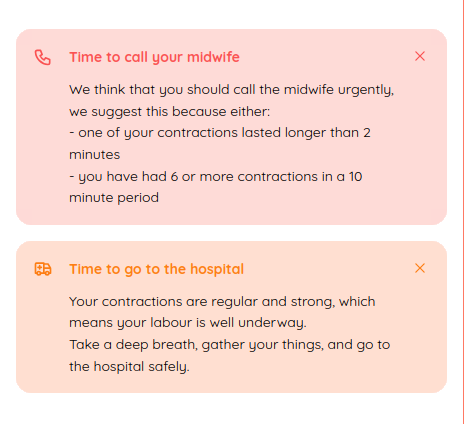 Time to call your midwife
We think that you should call the midwife urgently,
we suggest this because either:
- one of your contractions lasted longer than 2
minutes
- you have had 6 or more contractions in a 10
minute period
Time to go to the hospital
Your contractions are regular and strong, which
means your labour is well underway.
Take a deep breath, gather your things, and go to
the hospital safely.